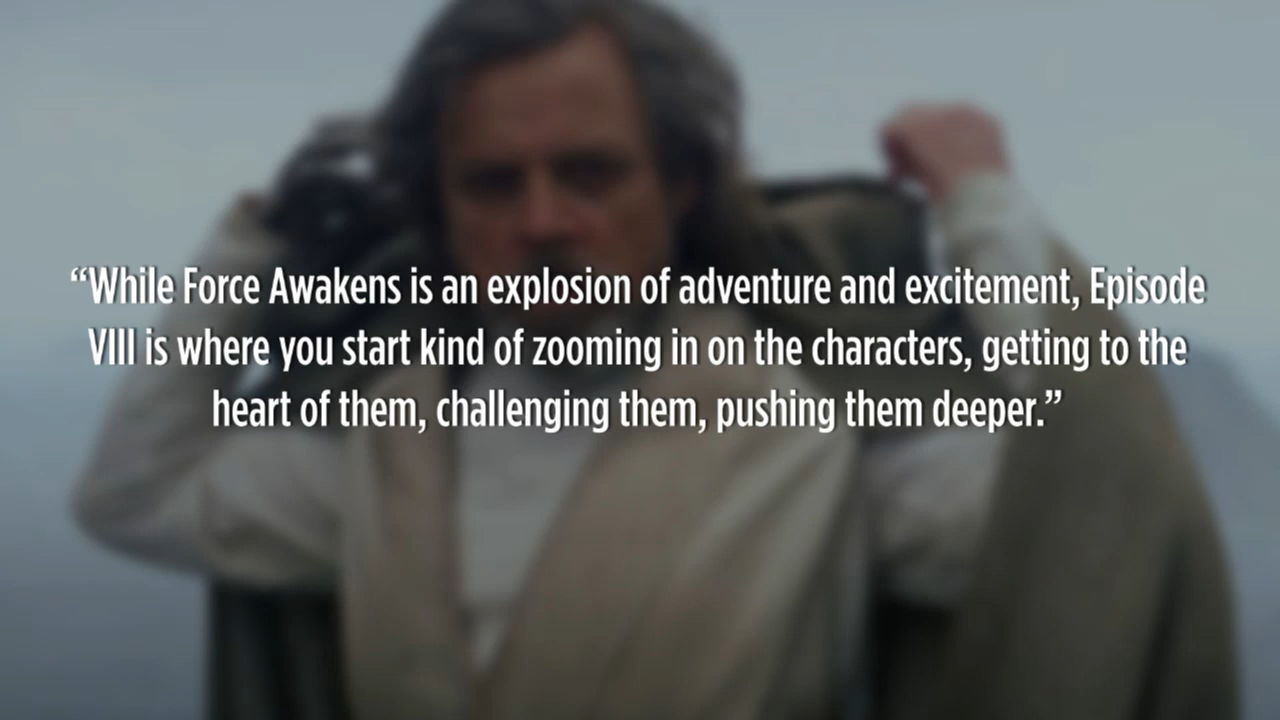 “While Force Awakens is an explosion of adventure and excitement, Episode
VIII is where you start kind of zooming in on the characters, getting to the
heart of them, challenging them, pushing them deeper.”